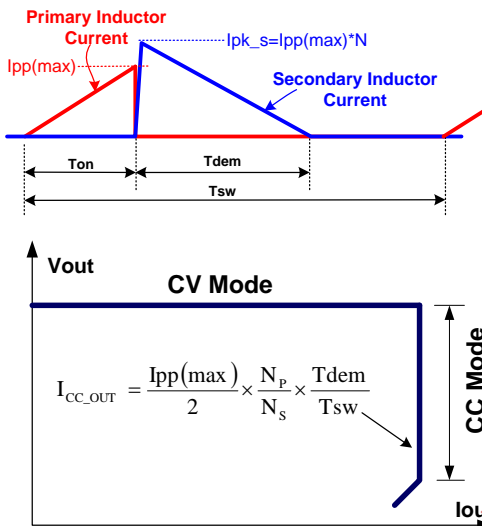 Primary Inductor
Current
Ipk_s=Ipp(max)*N
Ipp(max)
Secondary Inductor
Current
Ton
Tdem
Tsw
Vout
CV Mode
I_CC_OUT = Ipp(max)/2 × N_P/N_S × Tdem/Tsw
CC Mode
Iou